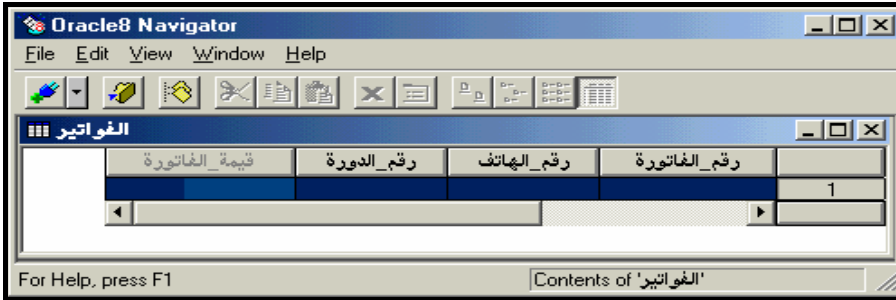 Oracle8 Navigator
File Edit View Window Help
الفواتير
رقم_الفاتورة رقم_الهاتف رقم_الدورة قيمة_الفاتورة
1
For Help, press F1 Contents of 'الفواتير'